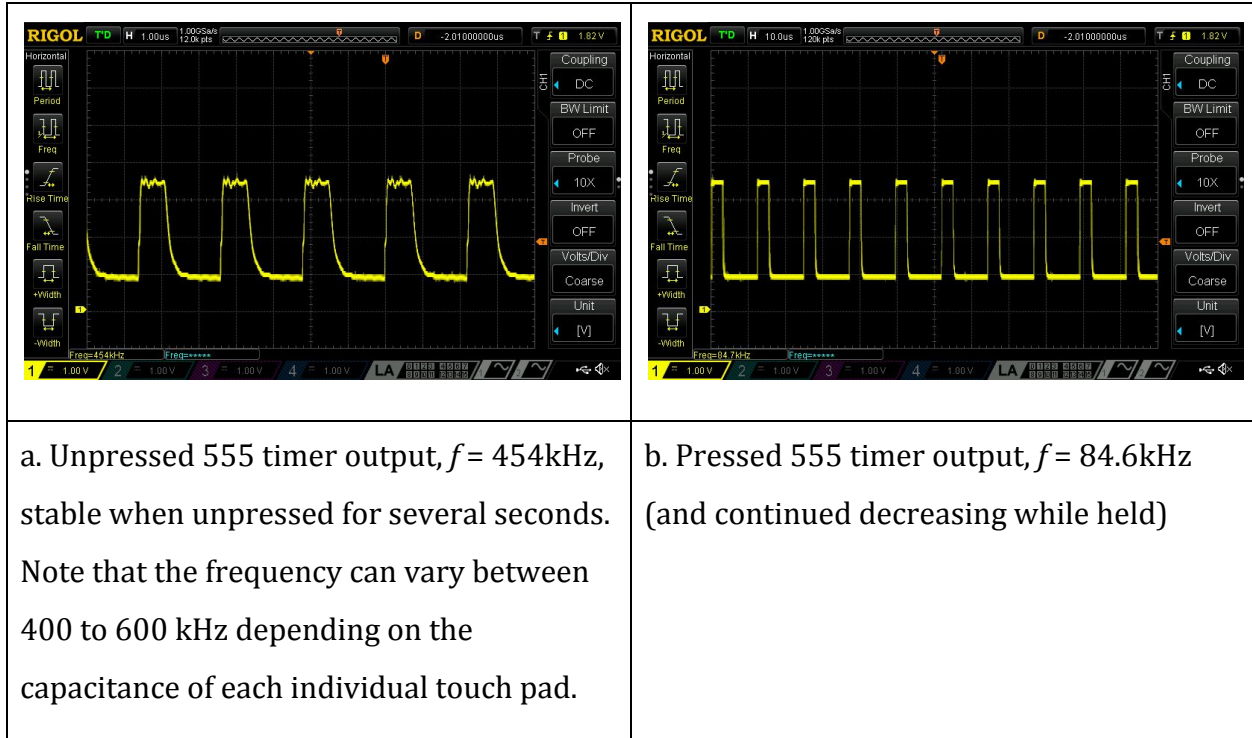 RIGOL T'D H 1.00us 1.00GSa/s 12.0k pts D -2.01000000us T 1 1.82 V
Horizontal
Period
Freq
Rise Time
Fall Time
+Width
-Width
CH1
Coupling
DC
BW Limit
OFF
Probe
10X
Invert
OFF
Volts/Div
Coarse
Unit
[V]
Freq=454kHz Freq=*****
1 = 1.00 V 2 = 1.00 V 3 = 1.00 V 4 = 1.00 V LA
RIGOL T'D H 10.0us 1.00GSa/s 120k pts D -2.01000000us T 1 1.82 V
Horizontal
Period
Freq
Rise Time
Fall Time
+Width
-Width
CH1
Coupling
DC
BW Limit
OFF
Probe
10X
Invert
OFF
Volts/Div
Coarse
Unit
[V]
Freq=84.7kHz Freq=*****
1 = 1.00 V 2 = 1.00 V 3 = 1.00 V 4 = 1.00 V LA
a. Unpressed 555 timer output, f = 454kHz,
stable when unpressed for several seconds.
Note that the frequency can vary between
400 to 600 kHz depending on the
capacitance of each individual touch pad.
b. Pressed 555 timer output, f = 84.6kHz
(and continued decreasing while held)